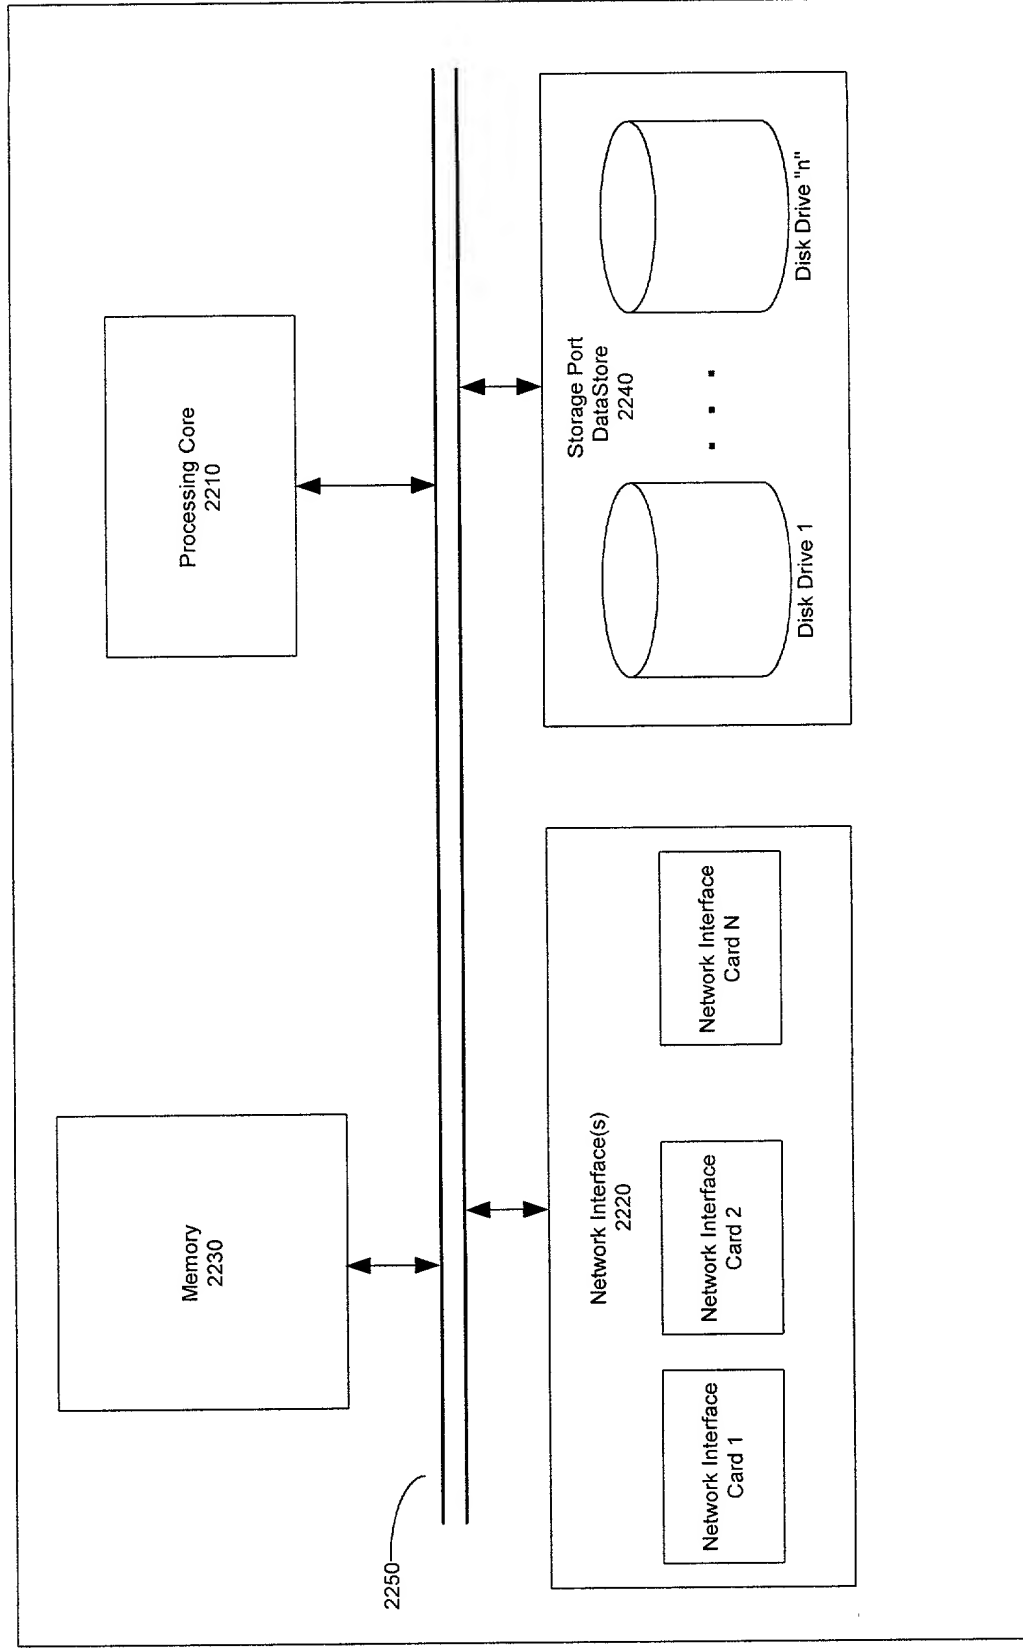 Memory
2230
Processing Core
2210
2250
Network Interface(s)
2220
Network Interface
Card 1
Network Interface
Card 2
Network Interface
Card N
Storage Port
DataStore
2240
Disk Drive 1
Disk Drive "n"